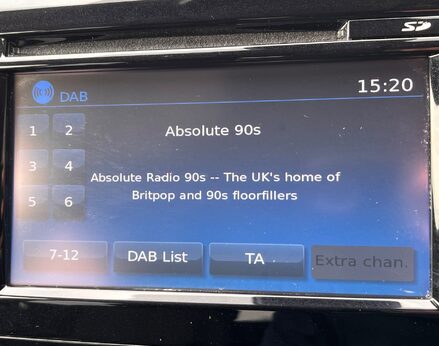 SD
DAB
15:20
1 2
Absolute 90s
3 4
Absolute Radio 90s -- The UK's home of
Britpop and 90s floorfillers
5 6
7-12
DAB List
TA
Extra chan.